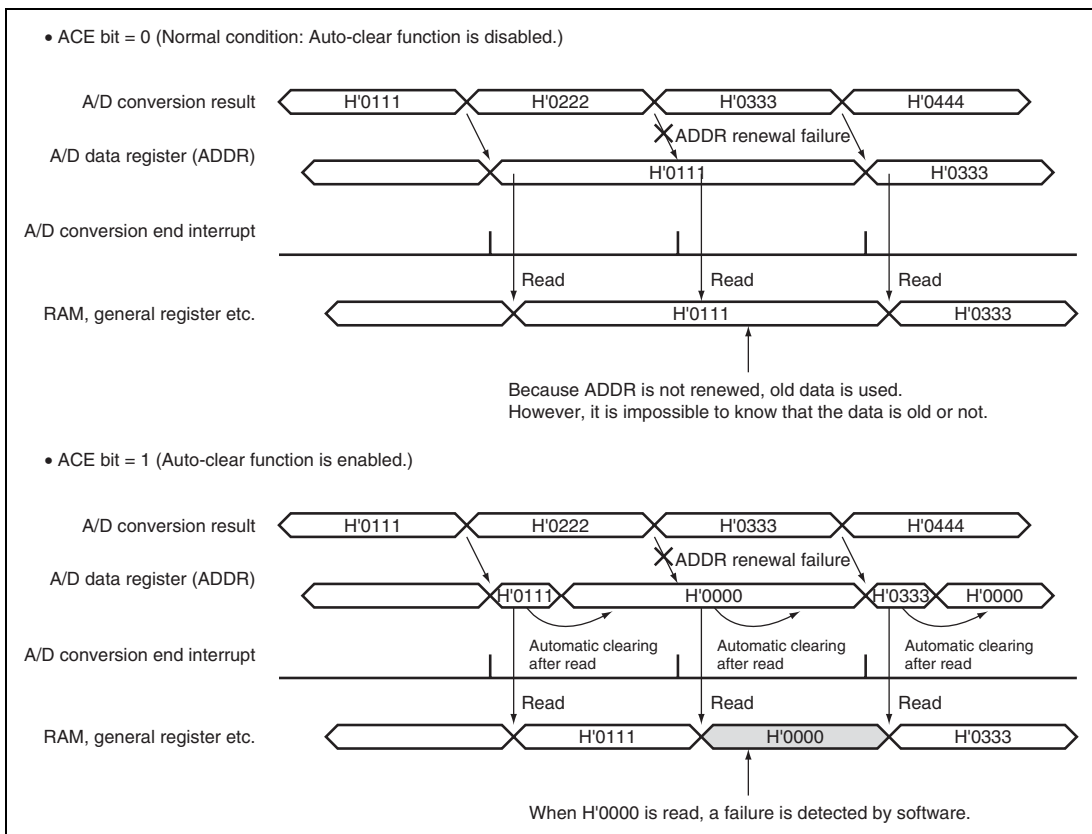 • ACE bit = 0 (Normal condition: Auto-clear function is disabled.)
A/D conversion result
H'0111
H'0222
H'0333
H'0444
ADDR renewal failure
A/D data register (ADDR)
H'0111
H'0333
A/D conversion end interrupt
Read
Read
Read
RAM, general register etc.
H'0111
H'0333
Because ADDR is not renewed, old data is used.
However, it is impossible to know that the data is old or not.
• ACE bit = 1 (Auto-clear function is enabled.)
A/D conversion result
H'0111
H'0222
H'0333
H'0444
ADDR renewal failure
A/D data register (ADDR)
H'0111
H'0000
H'0333
H'0000
Automatic clearing
after read
Automatic clearing
after read
Automatic clearing
after read
A/D conversion end interrupt
Read
Read
Read
RAM, general register etc.
H'0111
H'0000
H'0333
When H'0000 is read, a failure is detected by software.